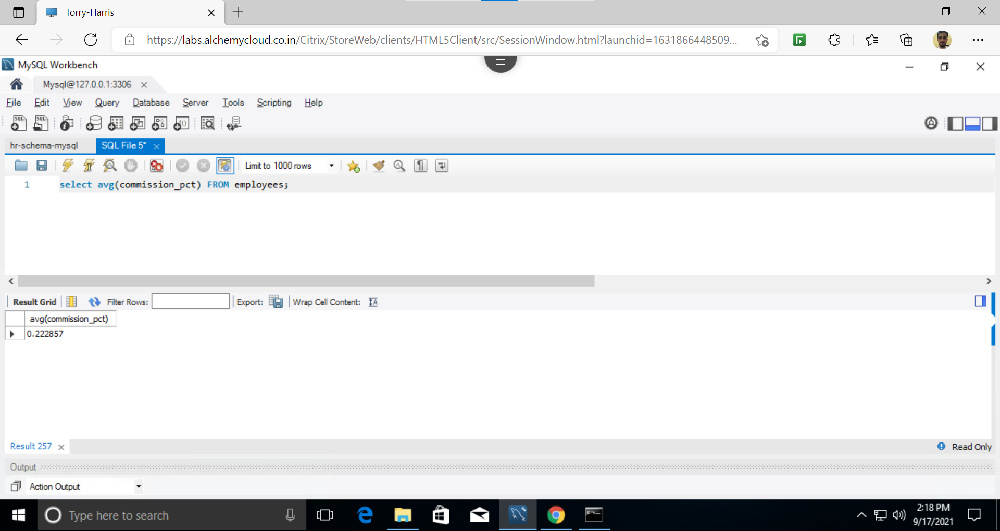 Torry-Harris
https://labs.alchemycloud.co.in/Citrix/StoreWeb/clients/HTML5Client/src/SessionWindow.html?launchid=1631866448509...
MySQL Workbench
Mysql@127.0.0.1:3306
File Edit View Query Database Server Tools Scripting Help
hr-schema-mysql SQL File 5*
Limit to 1000 rows
1 select avg(commission_pct) FROM employees;
Result Grid Filter Rows: Export: Wrap Cell Content:
avg(commission_pct)
0.222857
Result 257 Read Only
Output
Action Output
Type here to search
2:18 PM
9/17/2021